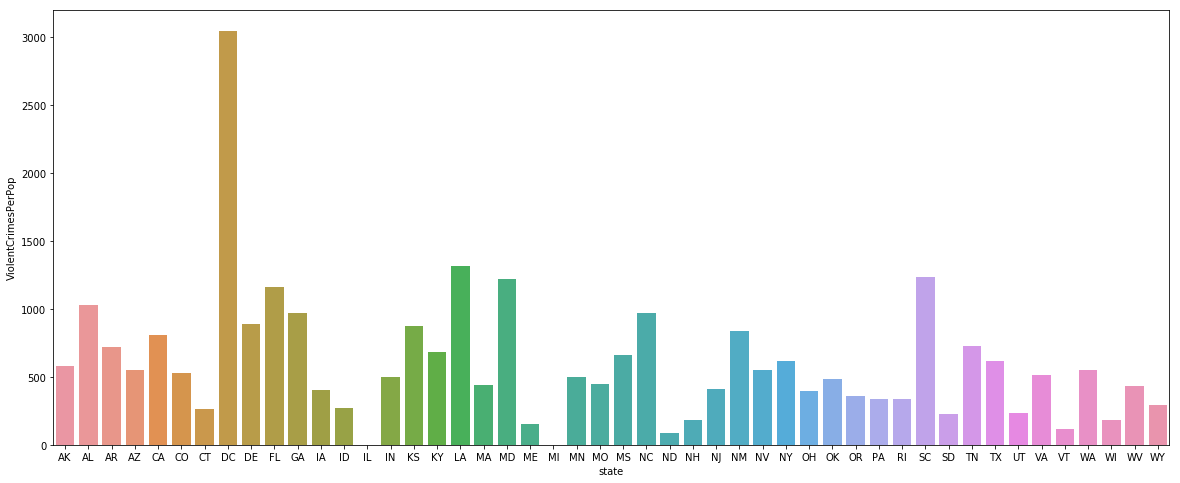 3000
2500
2000
1500
1000
500
0
ViolentCrimesPerPop
AK AL AR AZ CA CO CT DC DE FL GA IA ID IL IN KS KY LA MA MD ME MI MN MO MS NC ND NH NJ NM NV NY OH OK OR PA RI SC SD TN TX UT VA VT WA WI WV WY
state